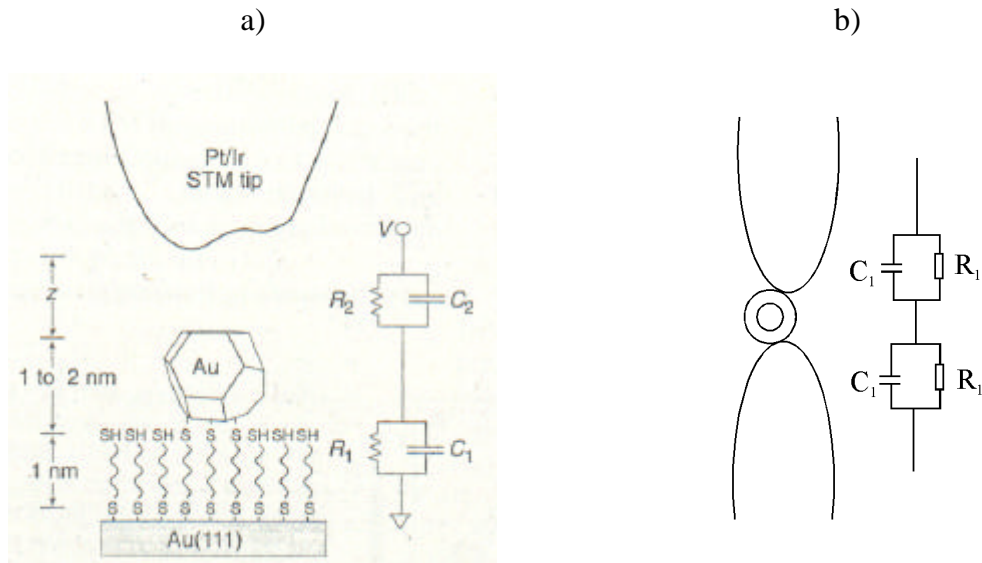 a)
b)
Pt/Ir
STM tip
V
z
R2
C2
Au
1 to 2 nm
SH SH SH S S S SH SH SH
.1 nm
R1
C1
S S S S S S S S S
Au(111)
C1
R1
C1
R1